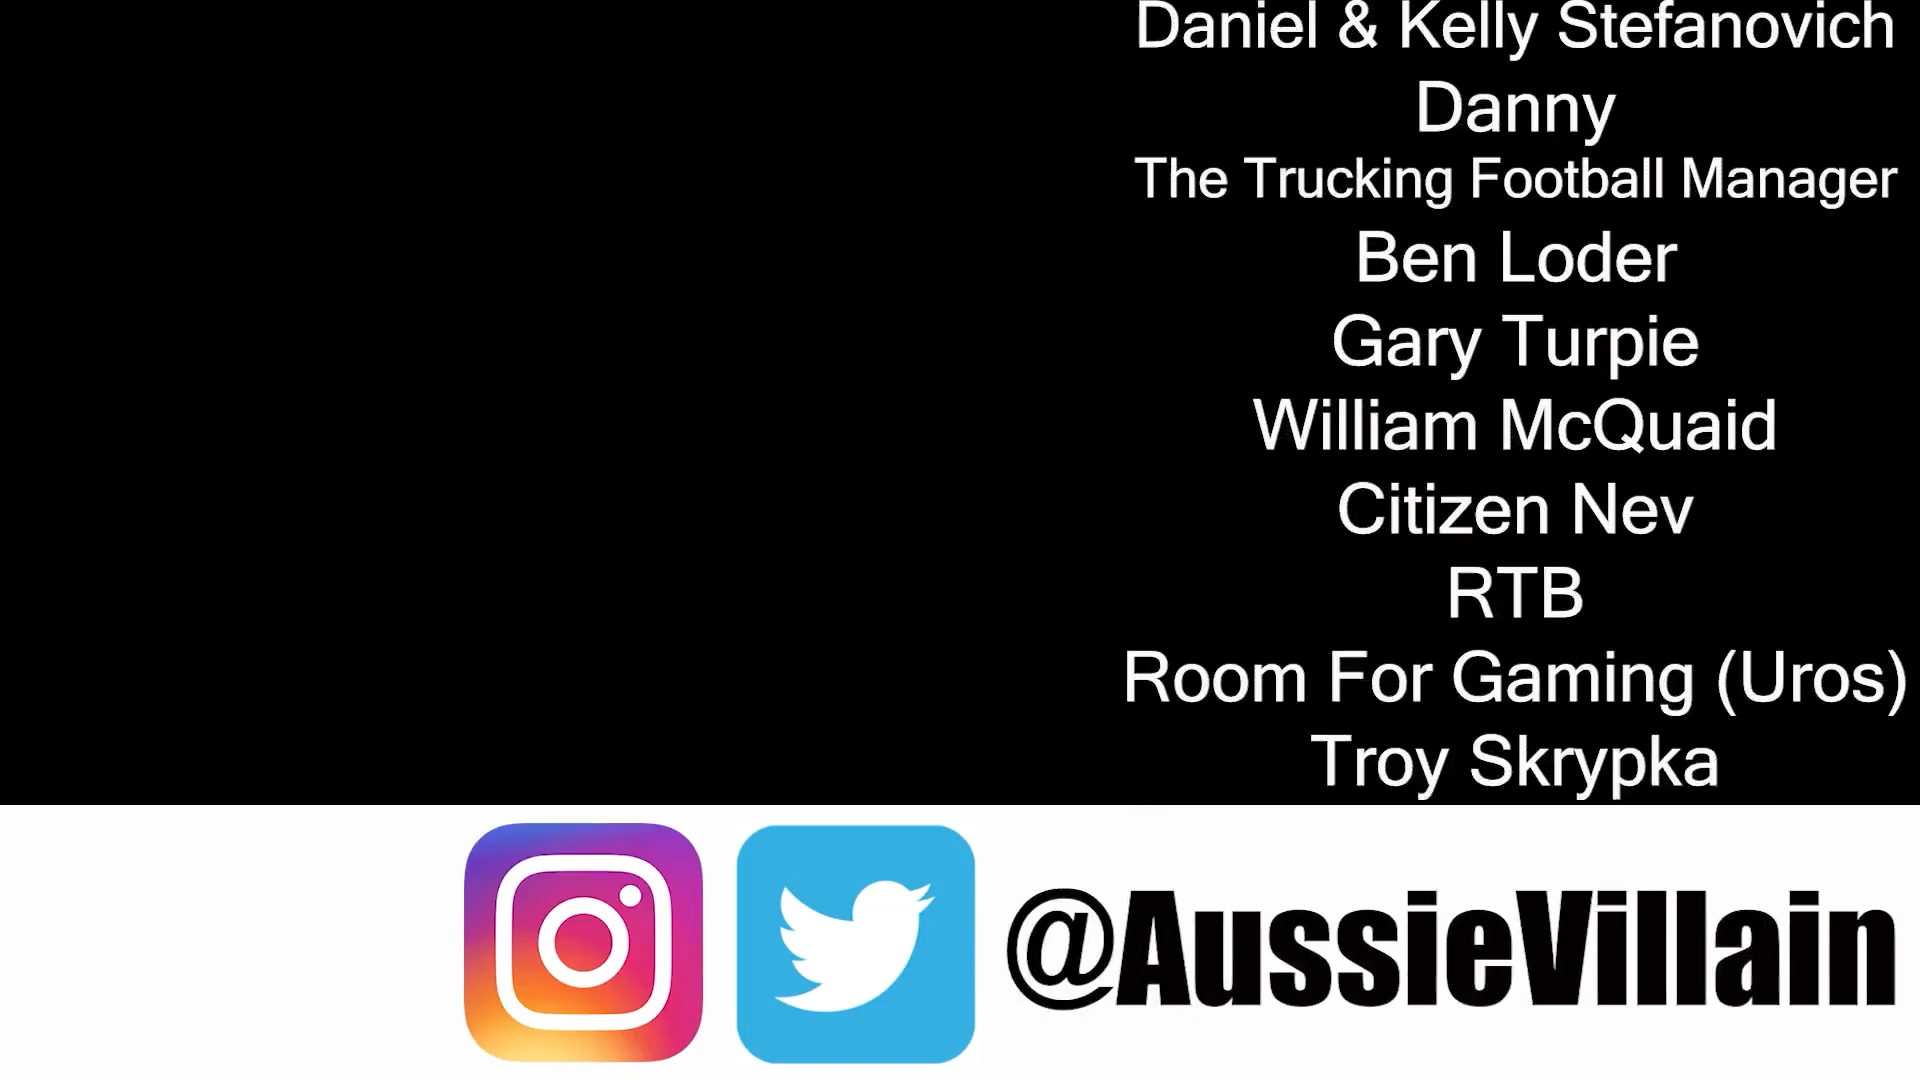 Daniel & Kelly Stefanovich
Danny
The Trucking Football Manager
Ben Loder
Gary Turpie
William McQuaid
Citizen Nev
RTB
Room For Gaming (Uros)
Troy Skrypka
@AussieVillain